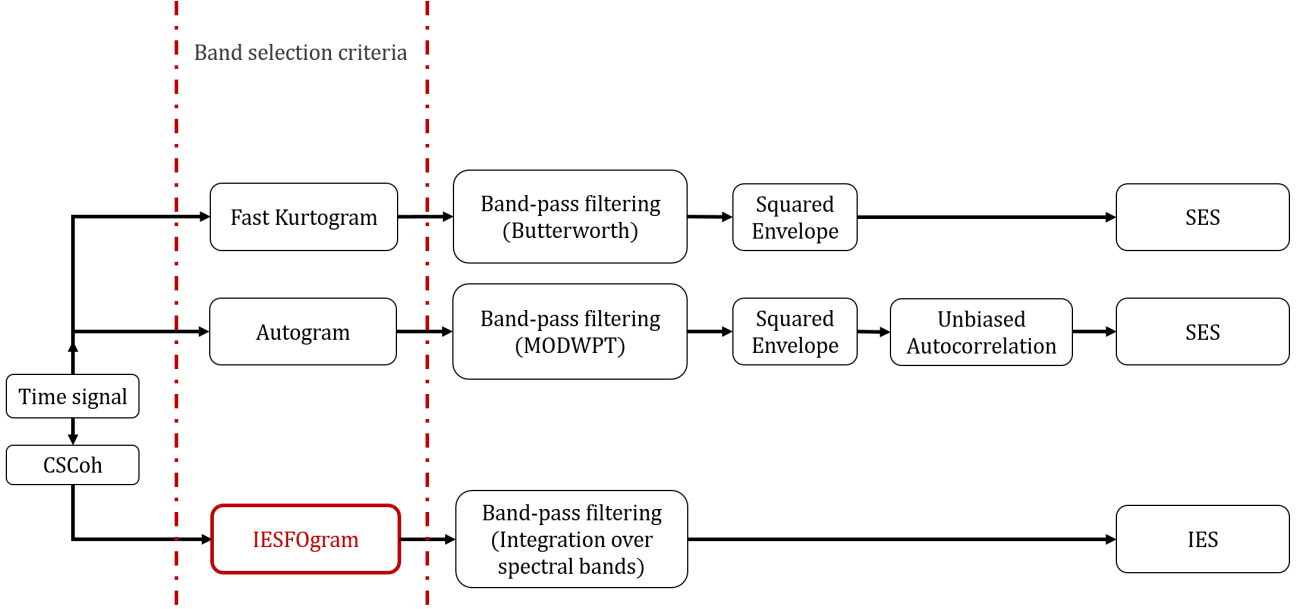 Band selection criteria
Fast Kurtogram
Band-pass filtering
(Butterworth)
Squared
Envelope
SES
Autogram
Band-pass filtering
(MODWPT)
Squared
Envelope
Unbiased
Autocorrelation
SES
Time signal
CSCoh
IESFOgram
Band-pass filtering
(Integration over
spectral bands)
IES